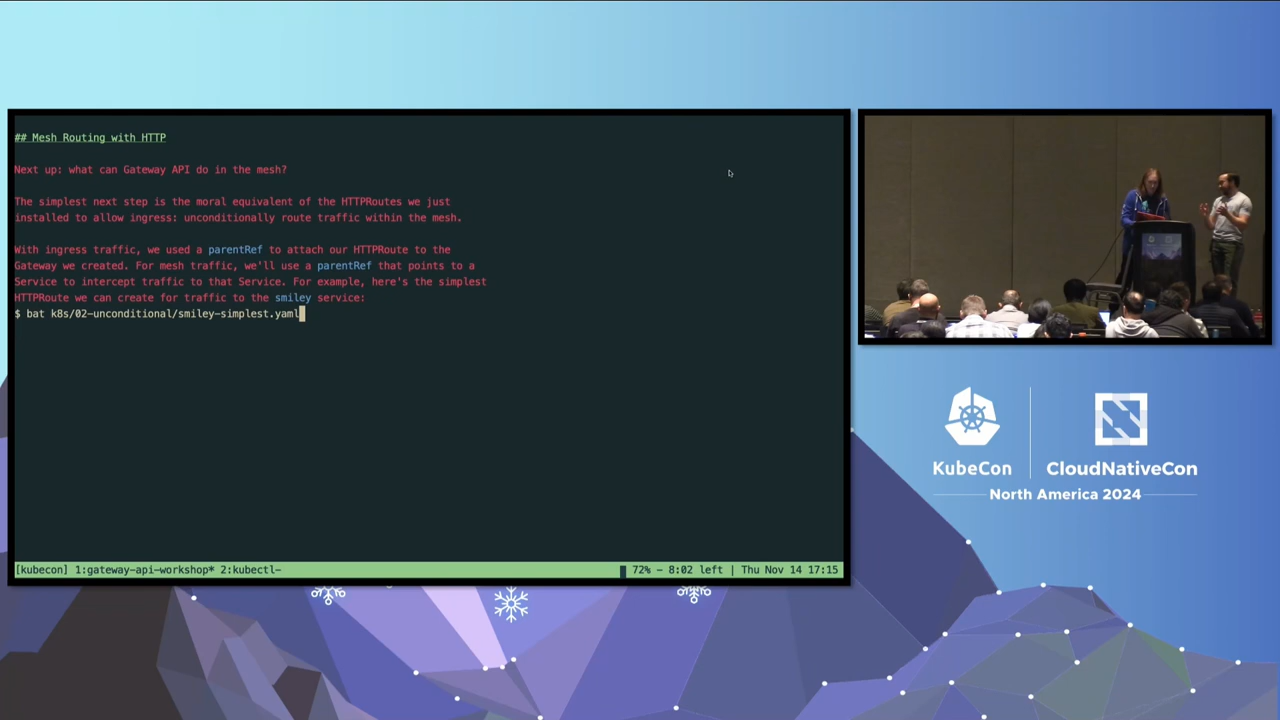 ## Mesh Routing with HTTP
Next up: what can Gateway API do in the mesh?
The simplest next step is the moral equivalent of the HTTPRoutes we just
installed to allow ingress: unconditionally route traffic within the mesh.
With ingress traffic, we used a parentRef to attach our HTTPRoute to the
Gateway we created. For mesh traffic, we'll use a parentRef that points to a
Service to intercept traffic to that Service. For example, here's the simplest
HTTPRoute we can create for traffic to the smiley service:
$ bat k8s/02-unconditional/smiley-simplest.yaml
[kubecon] 1:gateway-api-workshop* 2:kubectl- 72% - 8:02 left | Thu Nov 14 17:15
KubeCon
CloudNativeCon
North America 2024